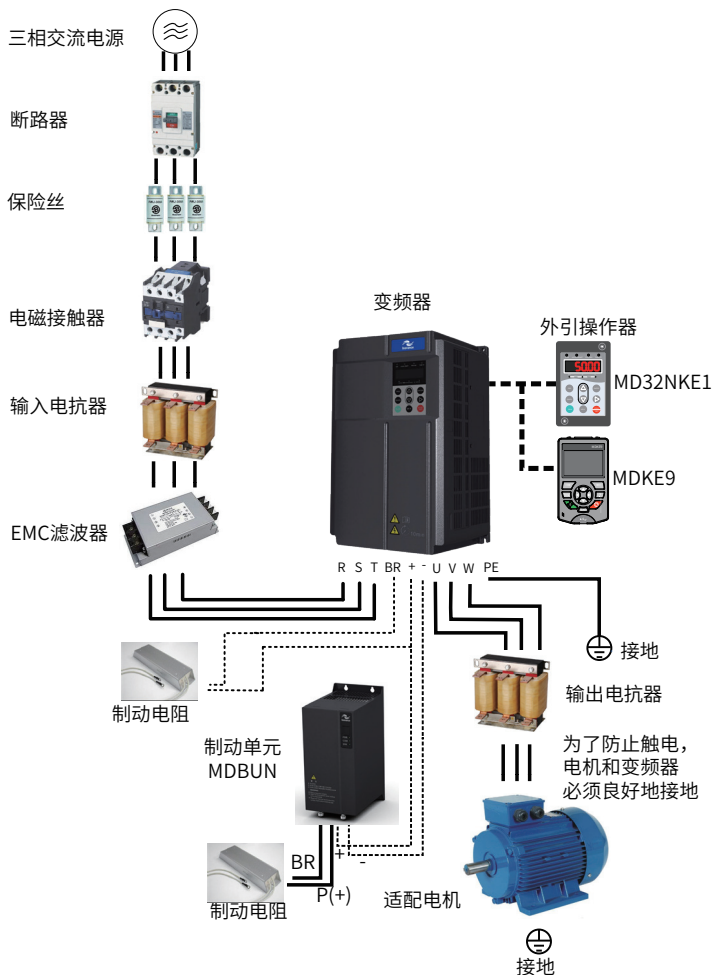 三相交流电源
断路器
保险丝
电磁接触器
输入电抗器
EMC滤波器
变频器
外引操作器
50.00
MD32NKE1
MDKE9
R S T BR + - U V W PE
接地
制动电阻
制动单元
MDBUN
输出电抗器
为了防止触电，
电机和变频器
必须良好地接地
BR + -
P(+)
制动电阻
适配电机
接地